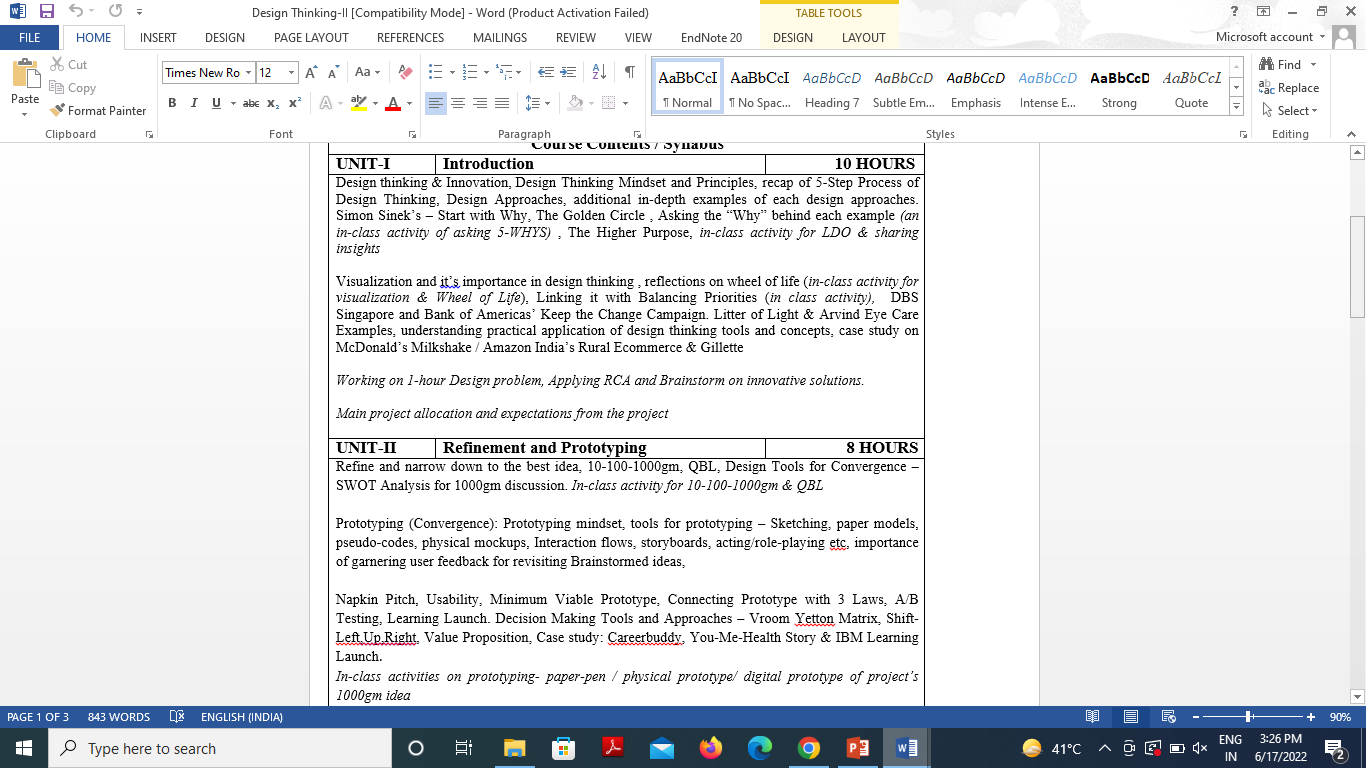 Design Thinking-II [Compatibility Mode] - Word (Product Activation Failed)
TABLE TOOLS
FILE HOME INSERT DESIGN PAGE LAYOUT REFERENCES MAILINGS REVIEW VIEW EndNote 20 DESIGN LAYOUT Microsoft account
Paste
Cut
Copy
Format Painter
Clipboard
Times New Ro 12
Font
Paragraph
AaBbCcI AaBbCcI AaBbCcD AaBbCcD AaBbCcD AaBbCcD AaBbCcD AaBbCcI
¶ Normal ¶ No Spac... Heading 7 Subtle Em... Emphasis Intense E... Strong Quote
Styles
Find
Replace
Select
Editing
Course Contents / Syllabus
UNIT-I Introduction 10 HOURS
Design thinking & Innovation, Design Thinking Mindset and Principles, recap of 5-Step Process of
Design Thinking, Design Approaches, additional in-depth examples of each design approaches.
Simon Sinek’s – Start with Why, The Golden Circle , Asking the “Why” behind each example (an
in-class activity of asking 5-WHYS) , The Higher Purpose, in-class activity for LDO & sharing
insights
Visualization and it’s importance in design thinking , reflections on wheel of life (in-class activity for
visualization & Wheel of Life), Linking it with Balancing Priorities (in class activity), DBS
Singapore and Bank of Americas’ Keep the Change Campaign. Litter of Light & Arvind Eye Care
Examples, understanding practical application of design thinking tools and concepts, case study on
McDonald’s Milkshake / Amazon India’s Rural Ecommerce & Gillette
Working on 1-hour Design problem, Applying RCA and Brainstorm on innovative solutions.
Main project allocation and expectations from the project
UNIT-II Refinement and Prototyping 8 HOURS
Refine and narrow down to the best idea, 10-100-1000gm, QBL, Design Tools for Convergence –
SWOT Analysis for 1000gm discussion. In-class activity for 10-100-1000gm & QBL
Prototyping (Convergence): Prototyping mindset, tools for prototyping – Sketching, paper models,
pseudo-codes, physical mockups, Interaction flows, storyboards, acting/role-playing etc, importance
of garnering user feedback for revisiting Brainstormed ideas,
Napkin Pitch, Usability, Minimum Viable Prototype, Connecting Prototype with 3 Laws, A/B
Testing, Learning Launch. Decision Making Tools and Approaches – Vroom Yetton Matrix, Shift-
Left,Up,Right, Value Proposition, Case study: Careerbuddy, You-Me-Health Story & IBM Learning
Launch.
In-class activities on prototyping- paper-pen / physical prototype/ digital prototype of project’s
1000gm idea
PAGE 1 OF 3 843 WORDS ENGLISH (INDIA) 90%
Type here to search
41°C
ENG
IN
3:26 PM
6/17/2022
2